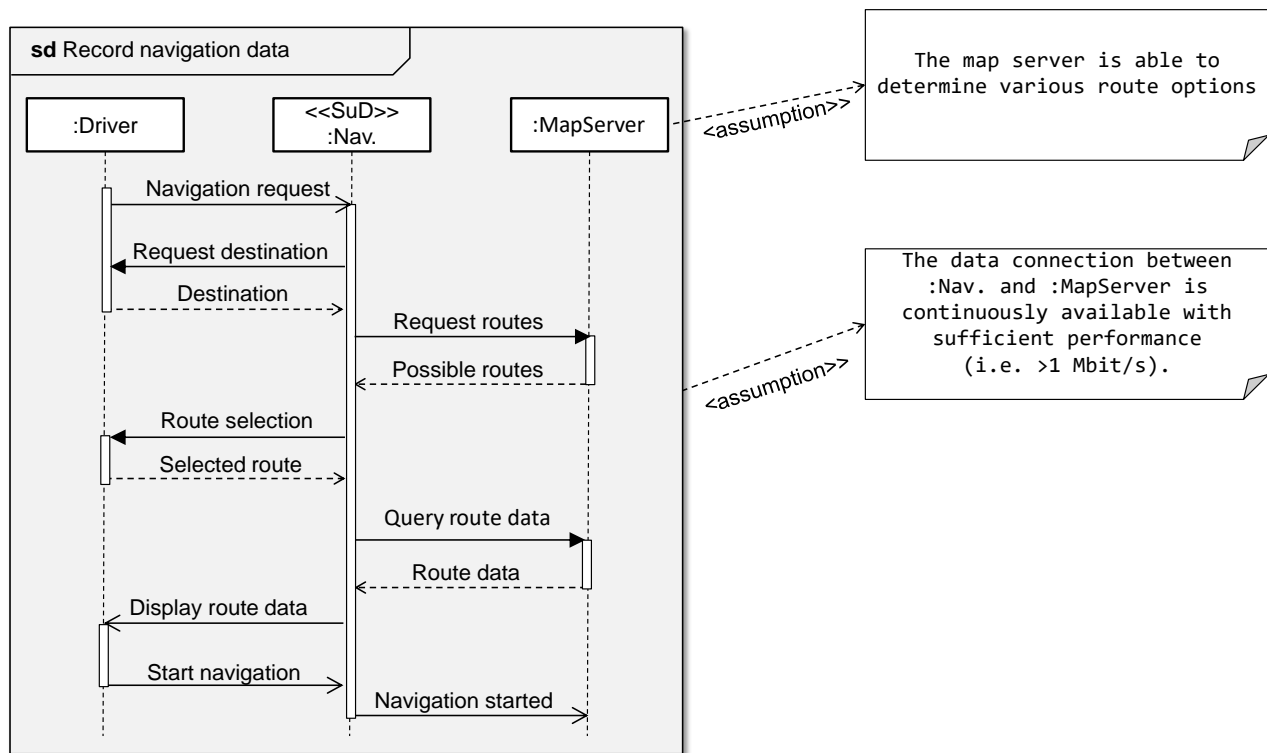 sd Record navigation data
:Driver
<<SuD>>
:Nav.
:MapServer
Navigation request
Request destination
Destination
Request routes
Possible routes
Route selection
Selected route
Query route data
Route data
Display route data
Start navigation
Navigation started
<assumption>>
The map server is able to
determine various route options
<assumption>>
The data connection between
:Nav. and :MapServer is
continuously available with
sufficient performance
(i.e. >1 Mbit/s).